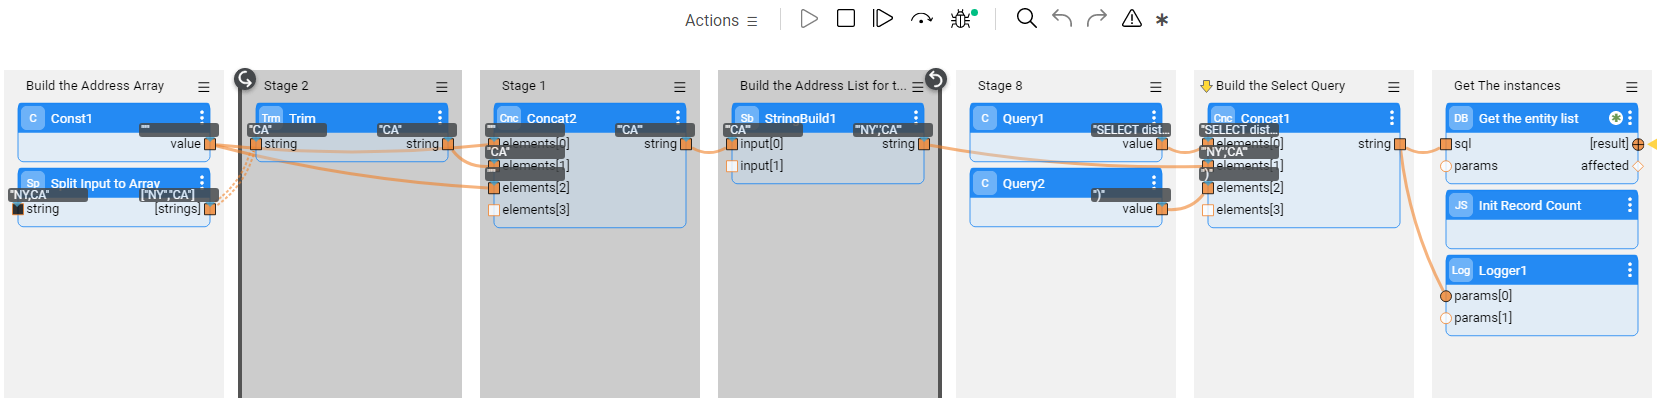 Actions
Build the Address Array
C Const1
""
value
Sp Split Input to Array
"NY,CA"
["NY","CA"]
string
[strings]
Stage 2
Trm Trim
"CA"
"CA"
string
string
Stage 1
Cnc Concat2
elements[0]
"CA"
elements[1]
elements[2]
elements[3]
"CA'"
string
Build the Address List for t...
Sb StringBuild1
"CA'"
"'NY','CA'"
input[0]
string
input[1]
Stage 8
C Query1
"SELECT dist...
value
C Query2
")"
value
Build the Select Query
Cnc Concat1
"SELECT dist...
elements[0]
string
"'NY','CA'"
elements[1]
")"
elements[2]
elements[3]
Get The instances
DB Get the entity list
sql
[result]
params
affected
JS Init Record Count
Log Logger1
params[0]
params[1]